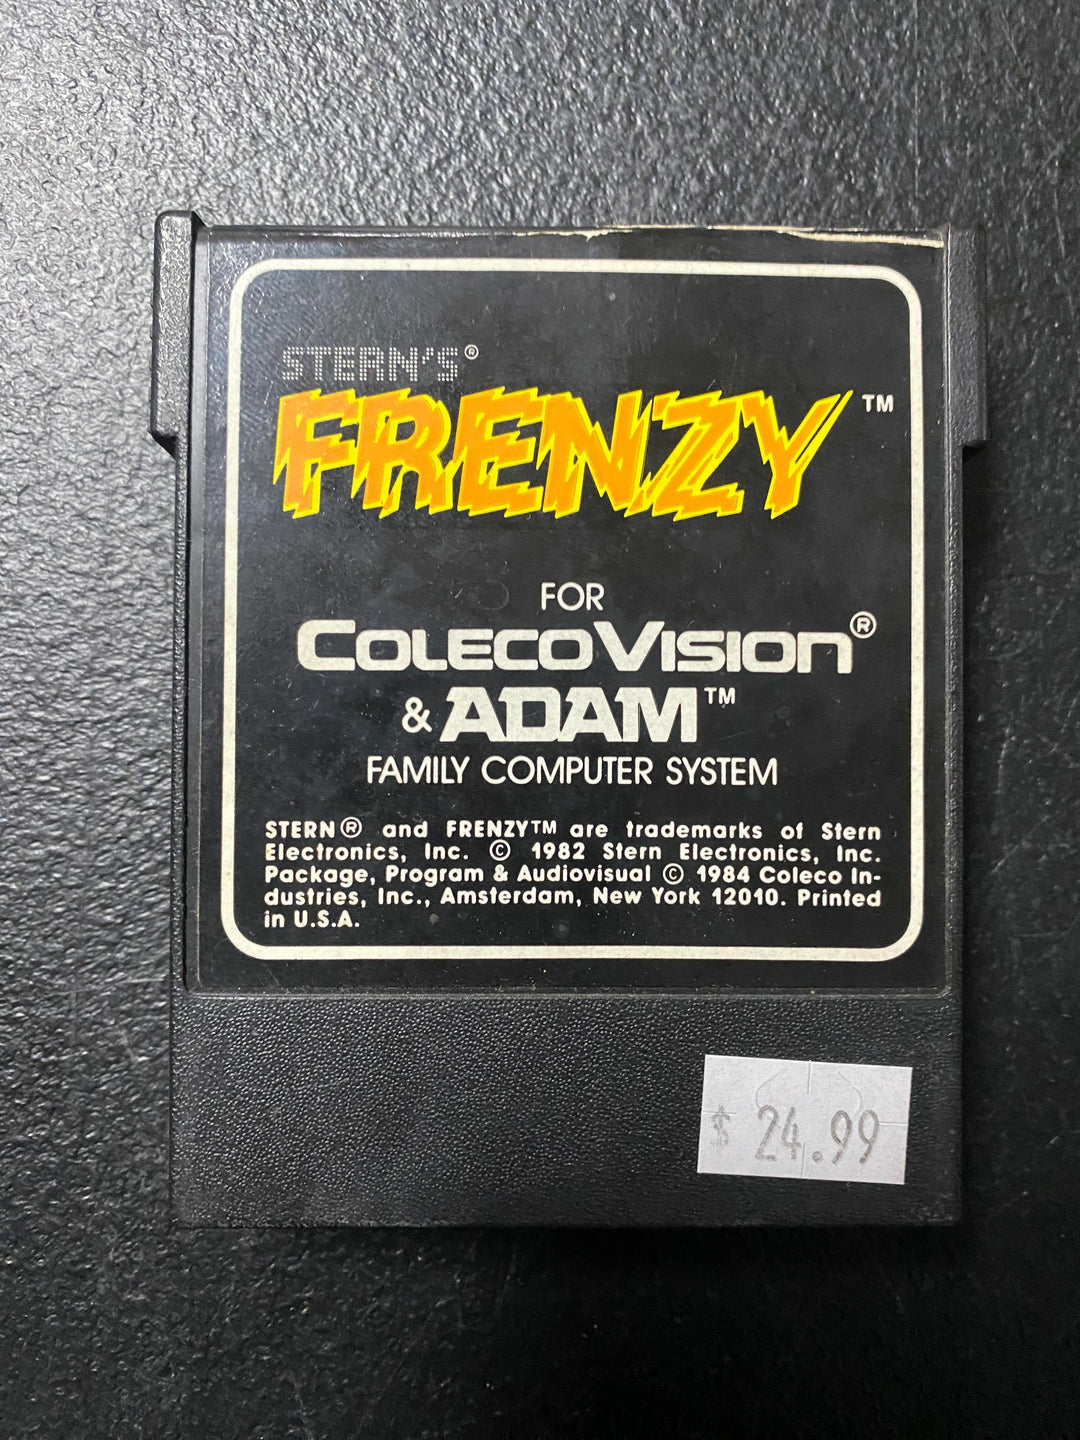 STERN'S®
FRENZY™
FOR
COLECOVISION®
& ADAM™
FAMILY COMPUTER SYSTEM
STERN® and FRENZY™ are trademarks of Stern
Electronics, Inc. © 1982 Stern Electronics, Inc.
Package, Program & Audiovisual © 1984 Coleco In-
dustries, Inc., Amsterdam, New York 12010. Printed
in U.S.A.
$ 24.99